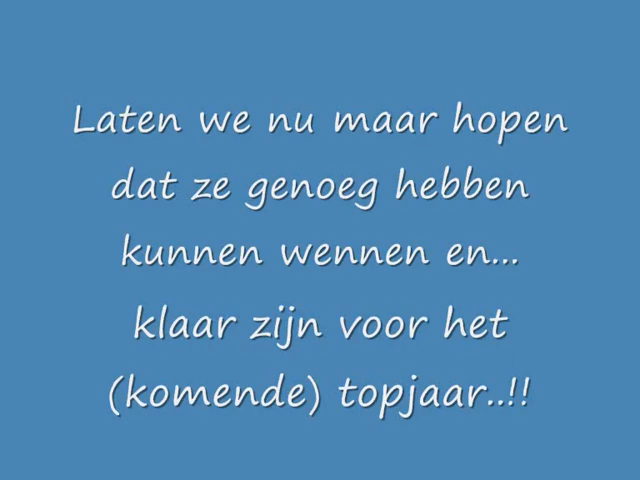 Laten we nu maar hopen
dat ze genoeg hebben
kunnen wennen en...
klaar zijn voor het
(komende) topjaar..!!